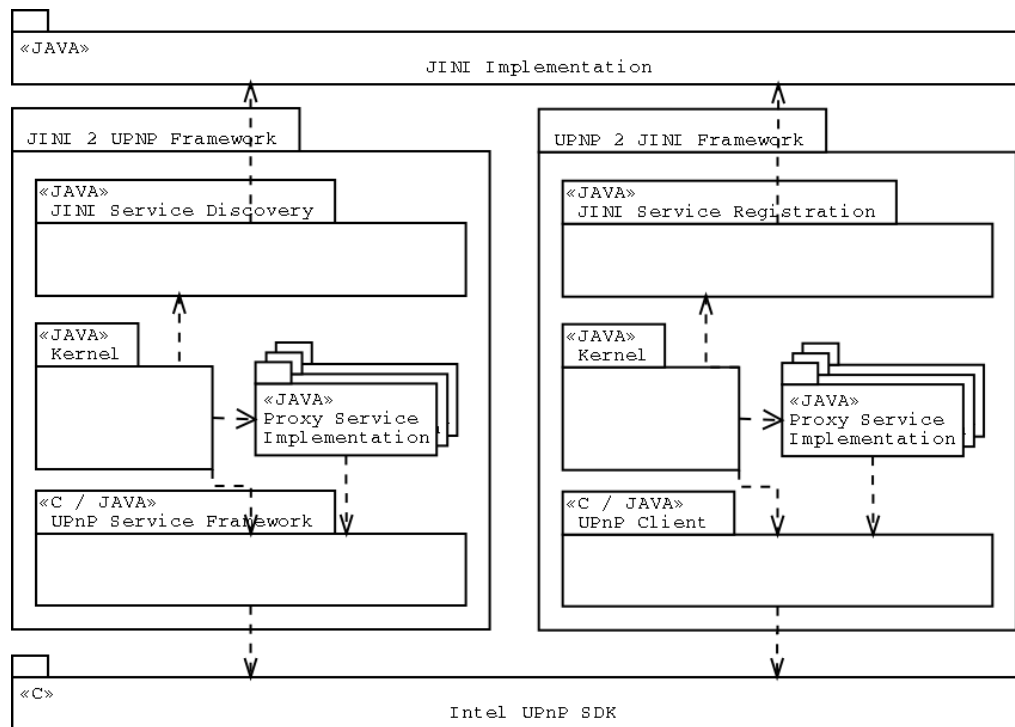 «JAVA»
JINI Implementation
JINI 2 UPNP Framework
«JAVA»
JINI Service Discovery
«JAVA»
Kernel
«JAVA»
Proxy Service
Implementation
«C / JAVA»
UPnP Service Framework
UPNP 2 JINI Framework
«JAVA»
JINI Service Registration
«JAVA»
Kernel
«JAVA»
Proxy Service
Implementation
«C / JAVA»
UPnP Client
«C»
Intel UPnP SDK